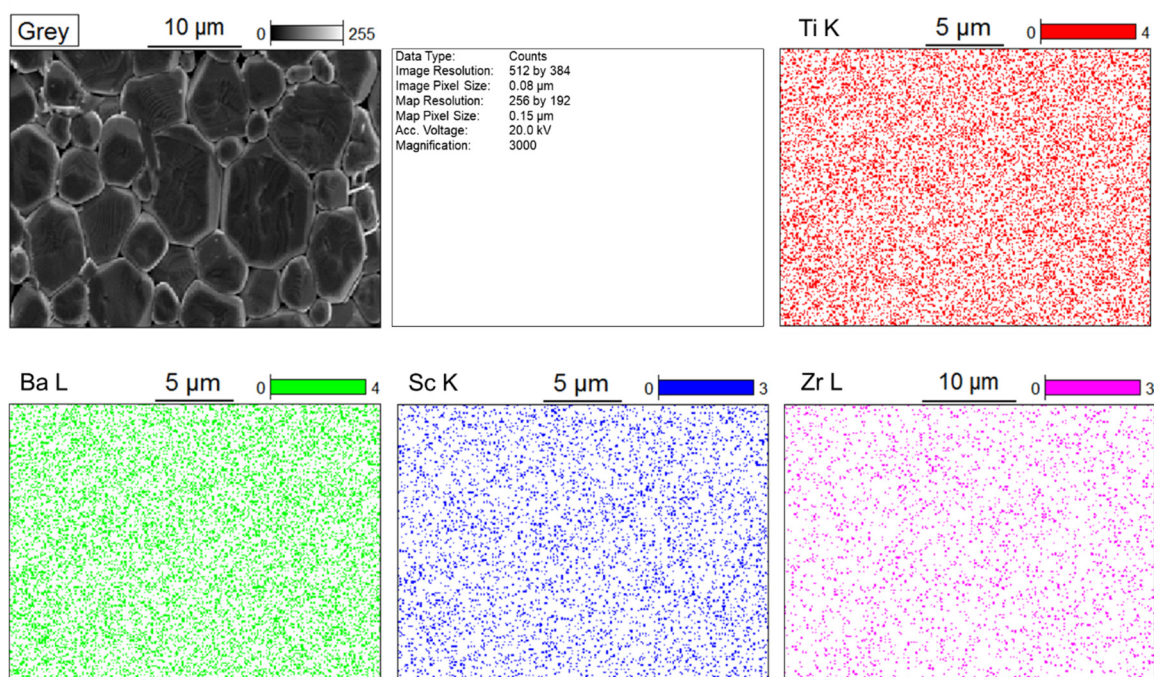 Grey 10 µm 0 255
Data Type: Counts
Image Resolution: 512 by 384
Image Pixel Size: 0.08 µm
Map Resolution: 256 by 192
Map Pixel Size: 0.15 µm
Acc. Voltage: 20.0 kV
Magnification: 3000
Ti K 5 µm 0 4
Ba L 5 µm 0 4
Sc K 5 µm 0 3
Zr L 10 µm 0 3